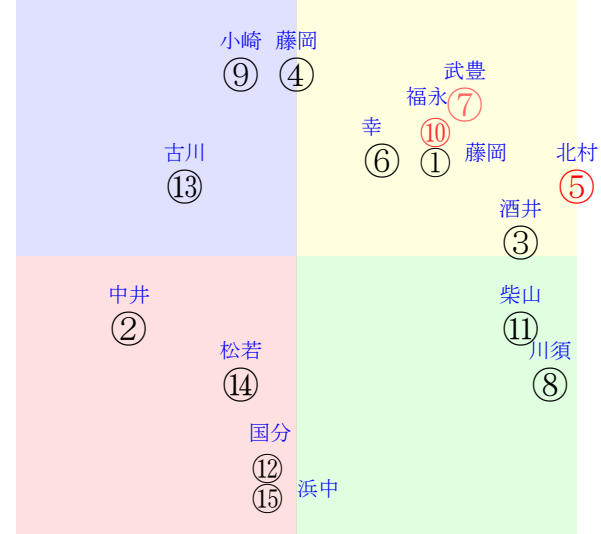 小崎 藤岡
⑨ ④
武豊
⑦
福永
⑩
幸
⑥ ① 藤岡
古川
⑬
北村
⑤
酒井
③
中井
②
柴山
⑪
松若
⑭
川須
⑧
国分
⑫
⑮ 浜中